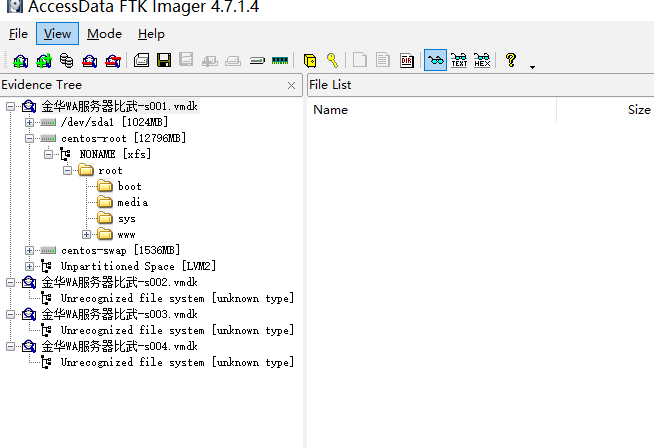 AccessData FTK Imager 4.7.1.4
File View Mode Help
TEXT HEX
Evidence Tree
File List
Name Size
金华WA服务器比武-s001.vmdk
/dev/sda1 [1024MB]
centos-root [12796MB]
NONAME [xfs]
root
boot
media
sys
www
centos-swap [1536MB]
Unpartitioned Space [LVM2]
金华WA服务器比武-s002.vmdk
Unrecognized file system [unknown type]
金华WA服务器比武-s003.vmdk
Unrecognized file system [unknown type]
金华WA服务器比武-s004.vmdk
Unrecognized file system [unknown type]